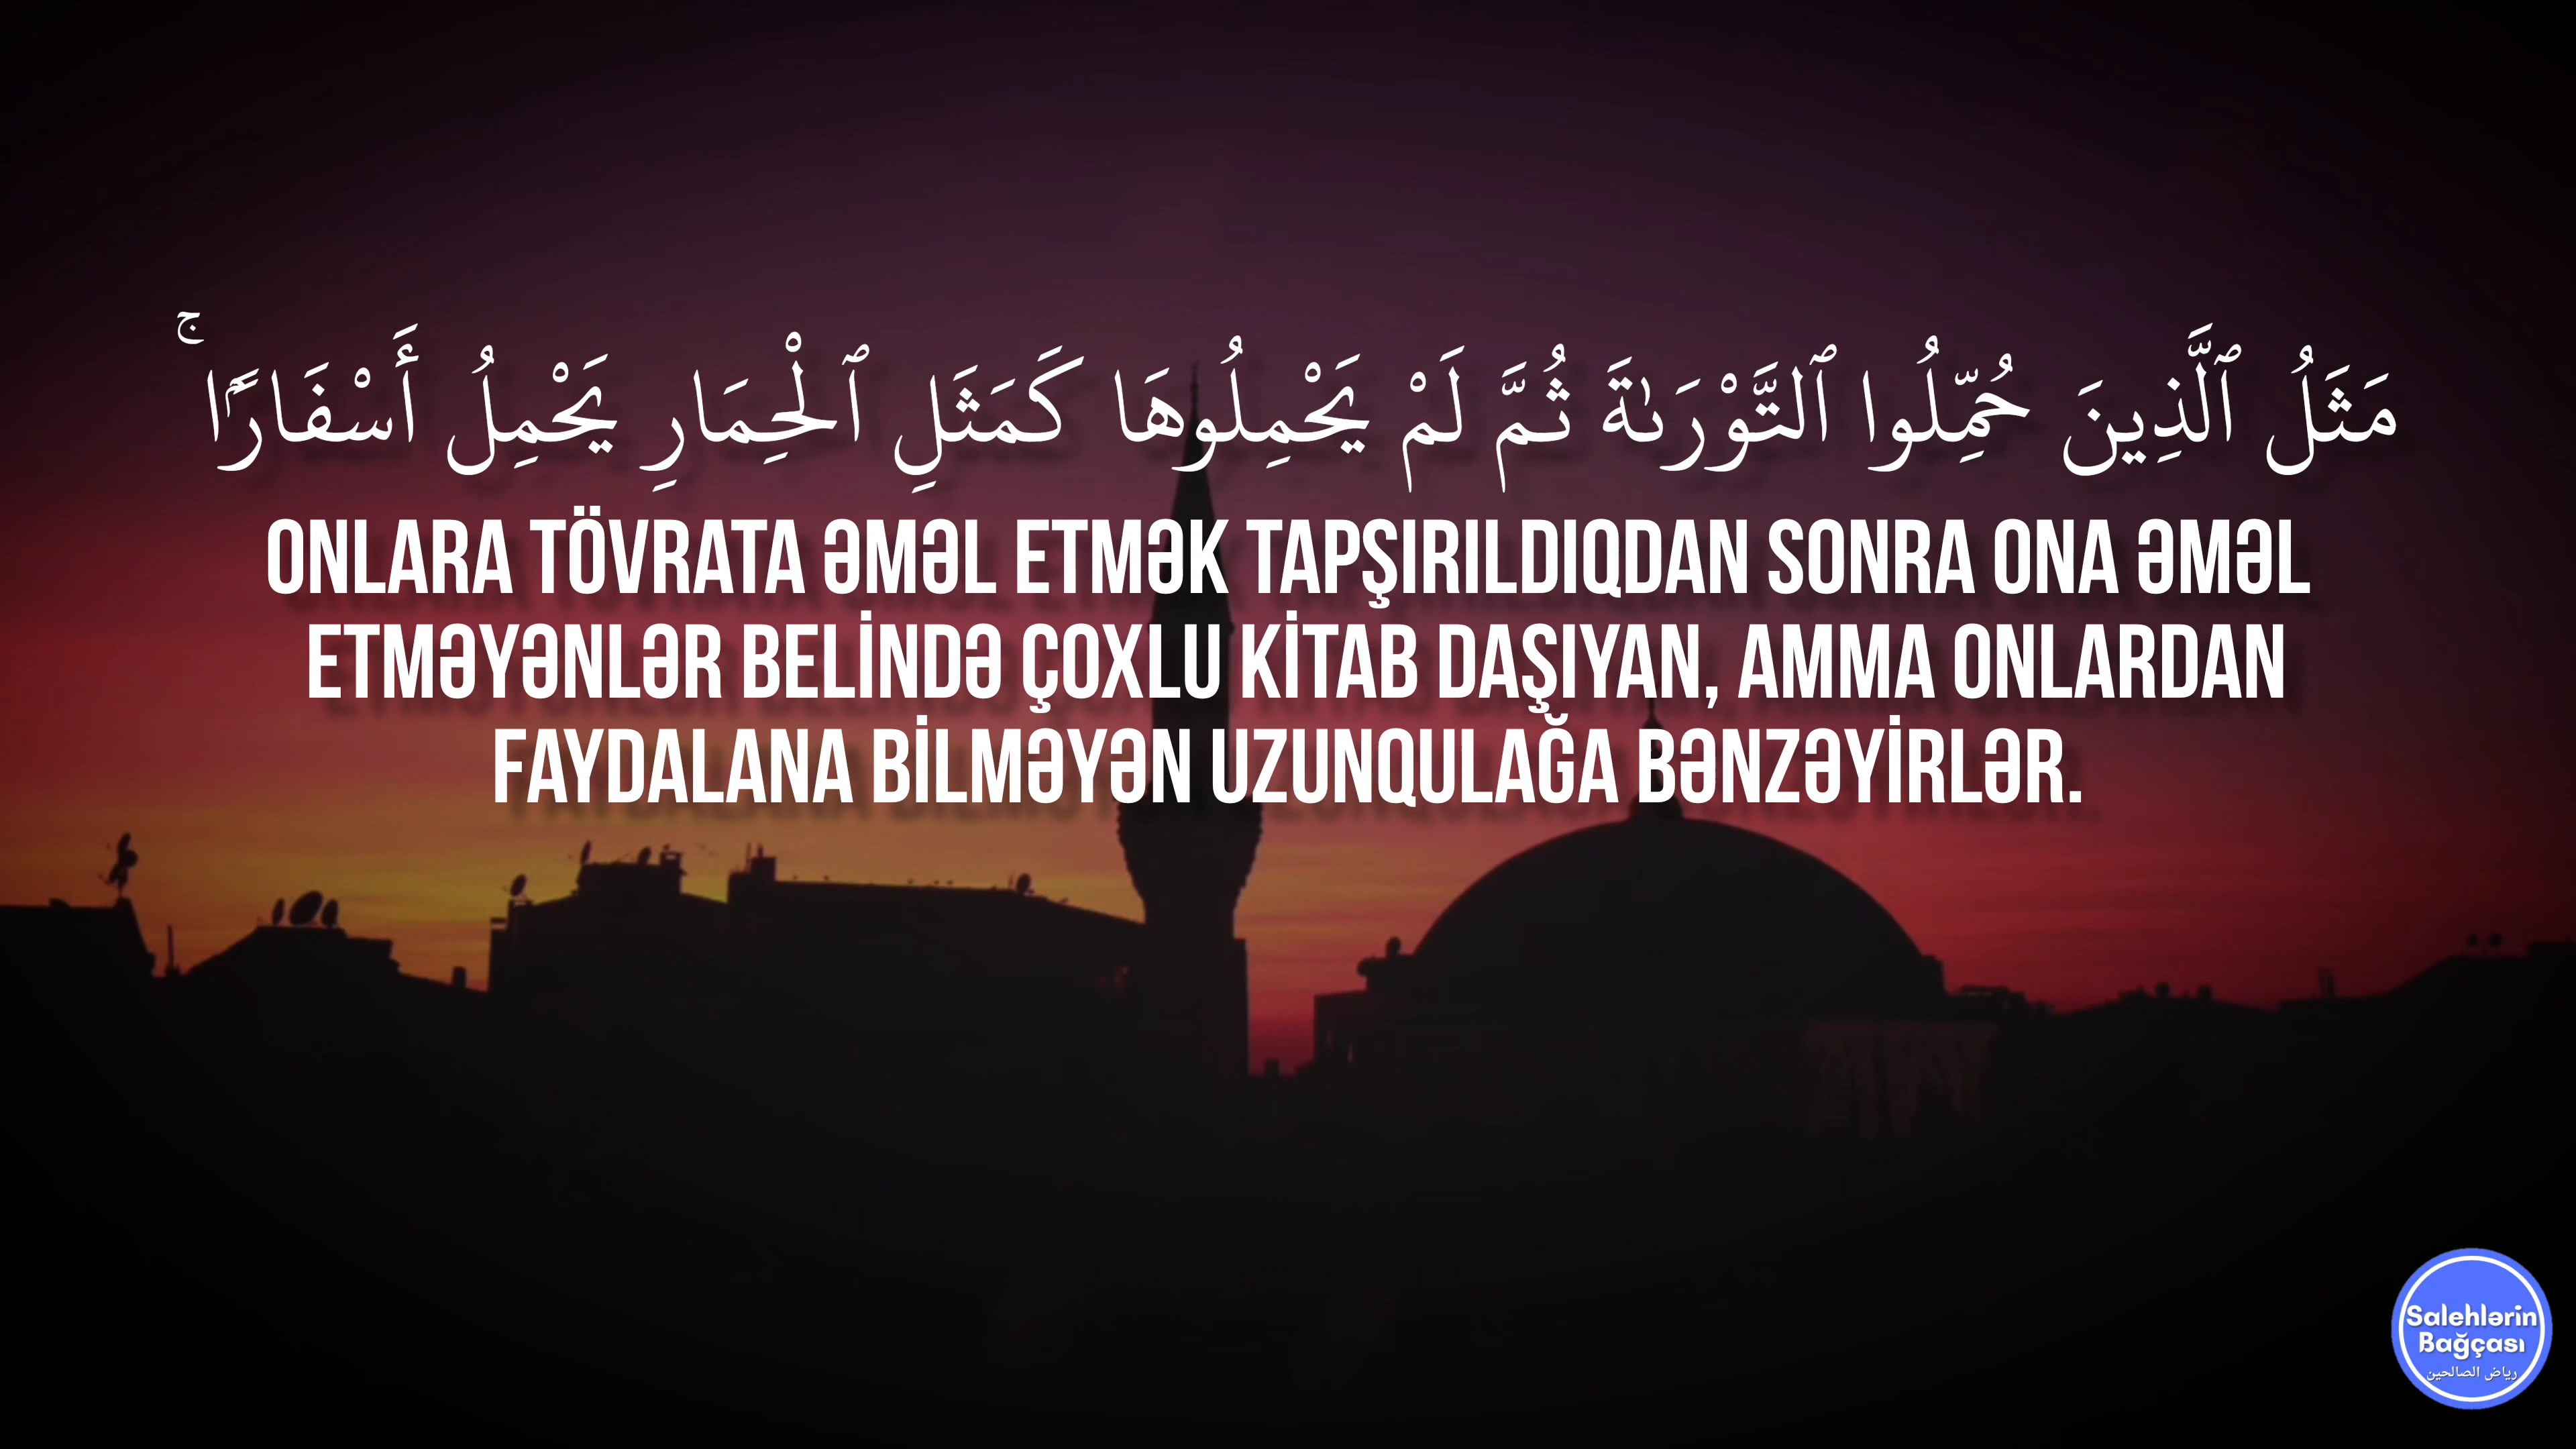 مَثَلُ ٱلَّذِينَ حُمِّلُوا ٱلتَّوْرَىٰةَ ثُمَّ لَمْ يَحْمِلُوهَا كَمَثَلِ ٱلْحِمَارِ يَحْمِلُ أَسْفَارًۢا ۚ
ONLARA TÖVRATA ƏMƏL ETMƏK TAPŞIRILDIQDAN SONRA ONA ƏMƏL
ETMƏYƏNLƏR BELİNDƏ ÇOXLU KİTAB DAŞIYAN, AMMA ONLARDAN
FAYDALANA BİLMƏYƏN UZUNQULAĞA BƏNZƏYİRLƏR.
Salehlərin
Bağçası
رياض الصالحين